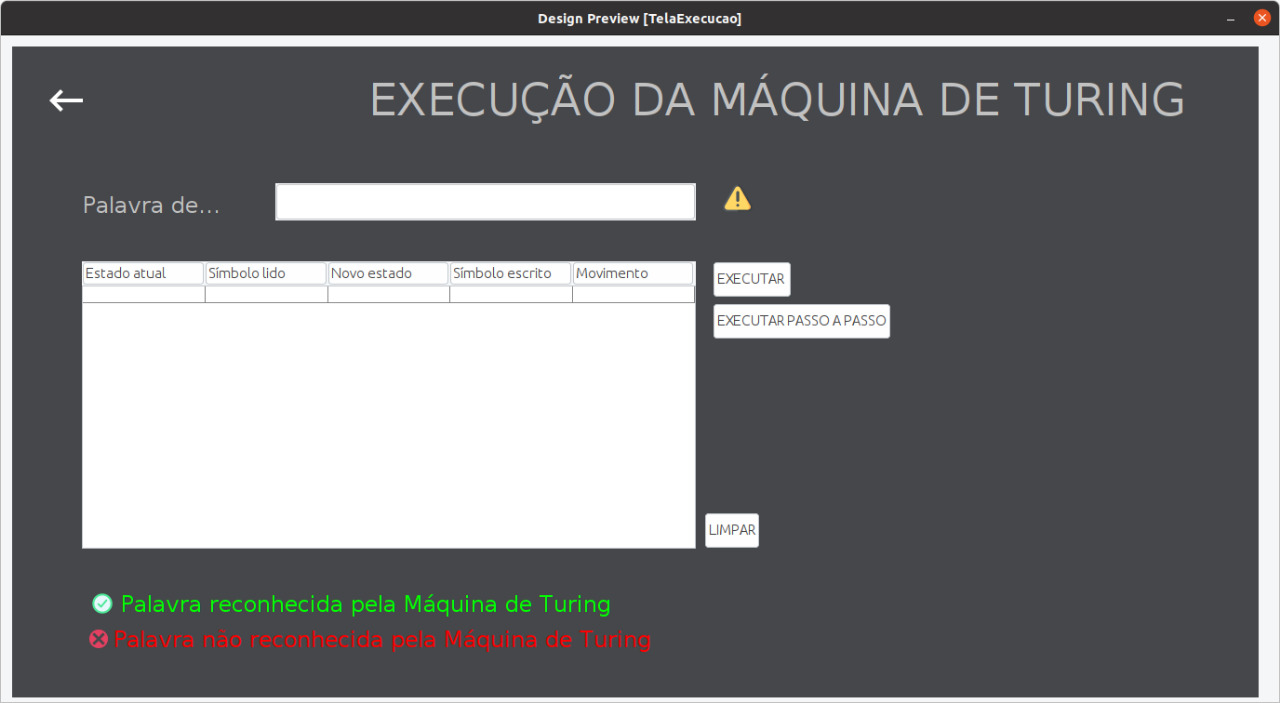 Design Preview [TelaExecucao]
EXECUÇÃO DA MÁQUINA DE TURING
Palavra de...
Estado atual Símbolo lido Novo estado Símbolo escrito Movimento
EXECUTAR
EXECUTAR PASSO A PASSO
LIMPAR
Palavra reconhecida pela Máquina de Turing
Palavra não reconhecida pela Máquina de Turing